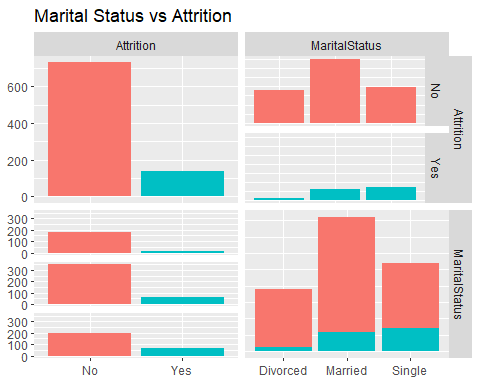 Marital Status vs Attrition
Attrition
MaritalStatus
600
400
200
0
No
Yes
Attrition
300
200
100
0
300
200
100
0
300
200
100
0
MaritalStatus
No
Yes
Divorced
Married
Single